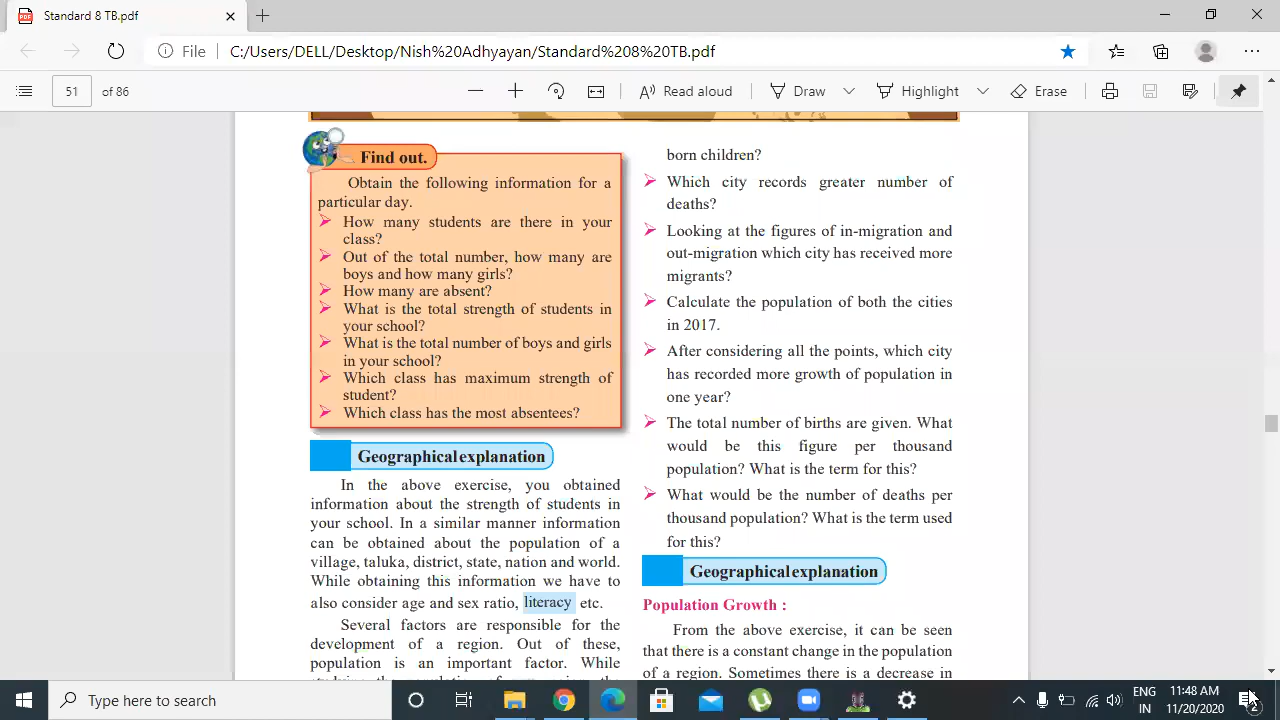 Standard 8 TB.pdf
File
C:/Users/DELL/Desktop/Nish%20Adhyayan/Standard%208%20TB.pdf
51 of 86
Read aloud
Draw
Highlight
Erase
Find out.
Obtain the following information for a
particular day.
How many students are there in your
class?
Out of the total number, how many are
boys and how many girls?
How many are absent?
What is the total strength of students in
your school?
What is the total number of boys and girls
in your school?
Which class has maximum strength of
student?
Which class has the most absentees?
Geographical explanation
In the above exercise, you obtained
information about the strength of students in
your school. In a similar manner information
can be obtained about the population of a
village, taluka, district, state, nation and world.
While obtaining this information we have to
also consider age and sex ratio, literacy etc.
Several factors are responsible for the
development of a region. Out of these,
population is an important factor. While
born children?
Which city records greater number of
deaths?
Looking at the figures of in-migration and
out-migration which city has received more
migrants?
Calculate the population of both the cities
in 2017.
After considering all the points, which city
has recorded more growth of population in
one year?
The total number of births are given. What
would be this figure per thousand
population? What is the term for this?
What would be the number of deaths per
thousand population? What is the term used
for this?
Geographical explanation
Population Growth :
From the above exercise, it can be seen
that there is a constant change in the population
of a region. Sometimes there is a decrease in
Type here to search
ENG
IN
11:48 AM
11/20/2020
2